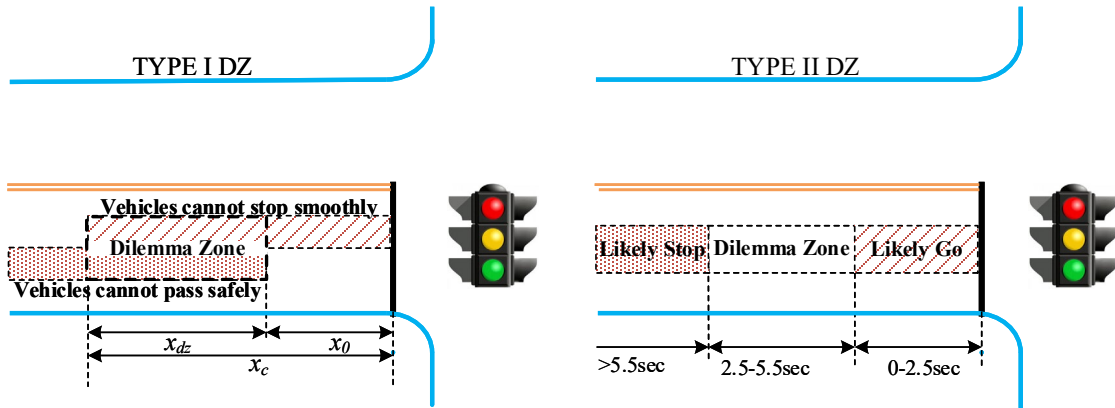 TYPE I DZ
Vehicles cannot stop smoothly
Dilemma Zone
Vehicles cannot pass safely
x_dz
x_0
x_c
TYPE II DZ
Likely Stop
Dilemma Zone
Likely Go
>5.5sec
2.5-5.5sec
0-2.5sec